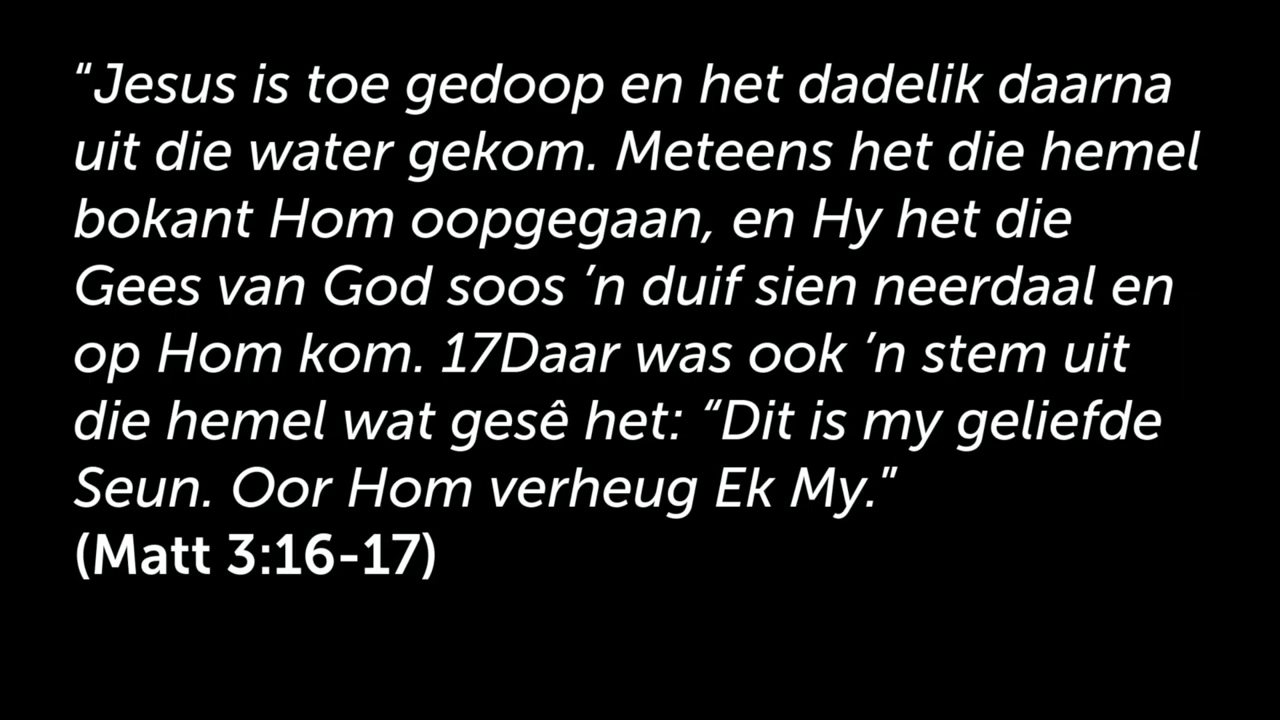 “Jesus is toe gedoop en het dadelik daarna
uit die water gekom. Meteens het die hemel
bokant Hom oopgegaan, en Hy het die
Gees van God soos ’n duif sien neerdaal en
op Hom kom. 17Daar was ook ’n stem uit
die hemel wat gesê het: “Dit is my geliefde
Seun. Oor Hom verheug Ek My.”
(Matt 3:16-17)